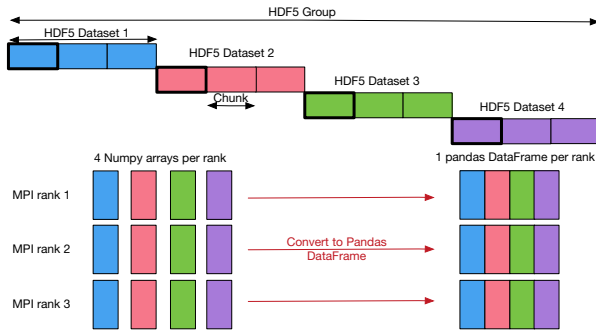 HDF5 Group
HDF5 Dataset 1
HDF5 Dataset 2
Chunk
HDF5 Dataset 3
HDF5 Dataset 4
4 Numpy arrays per rank
1 pandas DataFrame per rank
MPI rank 1
MPI rank 2
Convert to Pandas
DataFrame
MPI rank 3